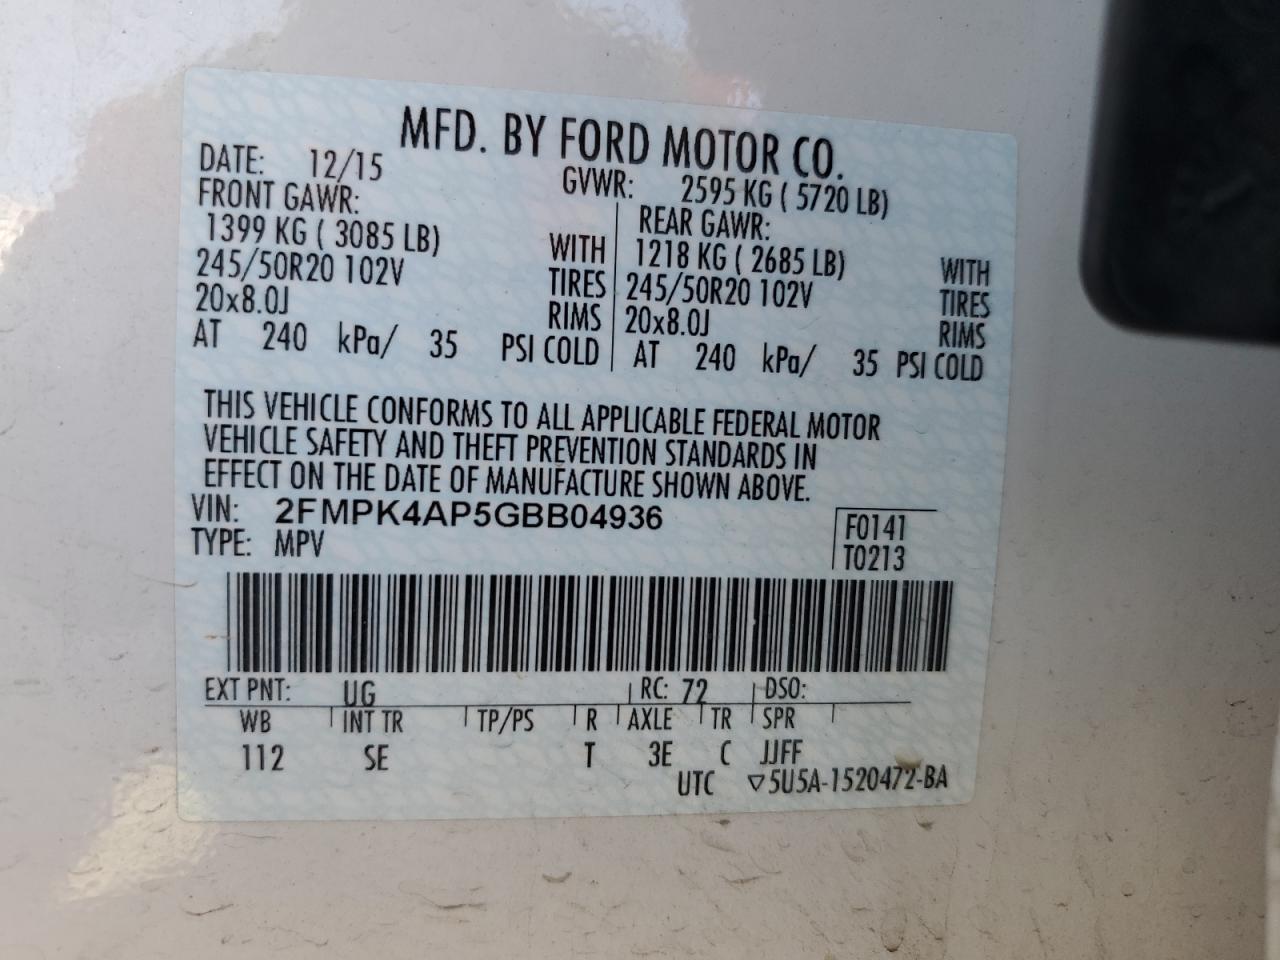 MFD. BY FORD MOTOR CO.
DATE: 12/15 GVWR: 2595 KG ( 5720 LB)
FRONT GAWR: REAR GAWR:
1399 KG ( 3085 LB) WITH 1218 KG ( 2685 LB) WITH
245/50R20 102V TIRES 245/50R20 102V TIRES
20x8.0J RIMS 20x8.0J RIMS
AT 240 kPa/ 35 PSI COLD AT 240 kPa/ 35 PSI COLD
THIS VEHICLE CONFORMS TO ALL APPLICABLE FEDERAL MOTOR
VEHICLE SAFETY AND THEFT PREVENTION STANDARDS IN
EFFECT ON THE DATE OF MANUFACTURE SHOWN ABOVE.
VIN: 2FMPK4AP5GBB04936 F0141
TYPE: MPV T0213
EXT PNT: UG RC: 72 DSO:
WB INT TR TP/PS R AXLE TR SPR
112 SE T 3E C JJFF
UTC ▽5U5A-1520472-BA